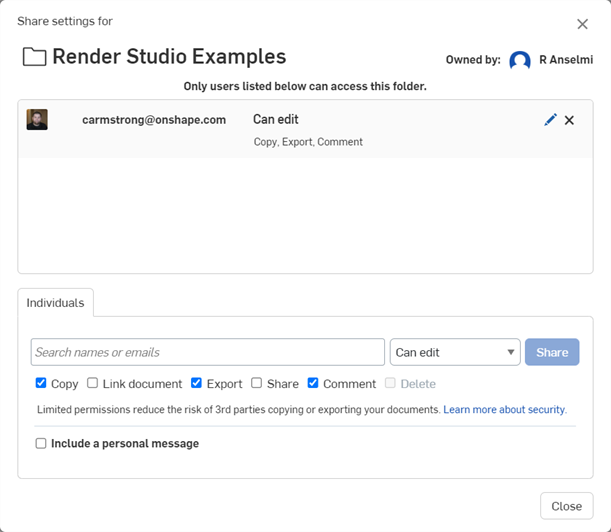 Share settings for
Render Studio Examples
Owned by: R Anselmi
Only users listed below can access this folder.
carmstrong@onshape.com Can edit
Copy, Export, Comment
Individuals
Search names or emails Can edit Share
Copy Link document Export Share Comment Delete
Limited permissions reduce the risk of 3rd parties copying or exporting your documents. Learn more about security.
Include a personal message
Close